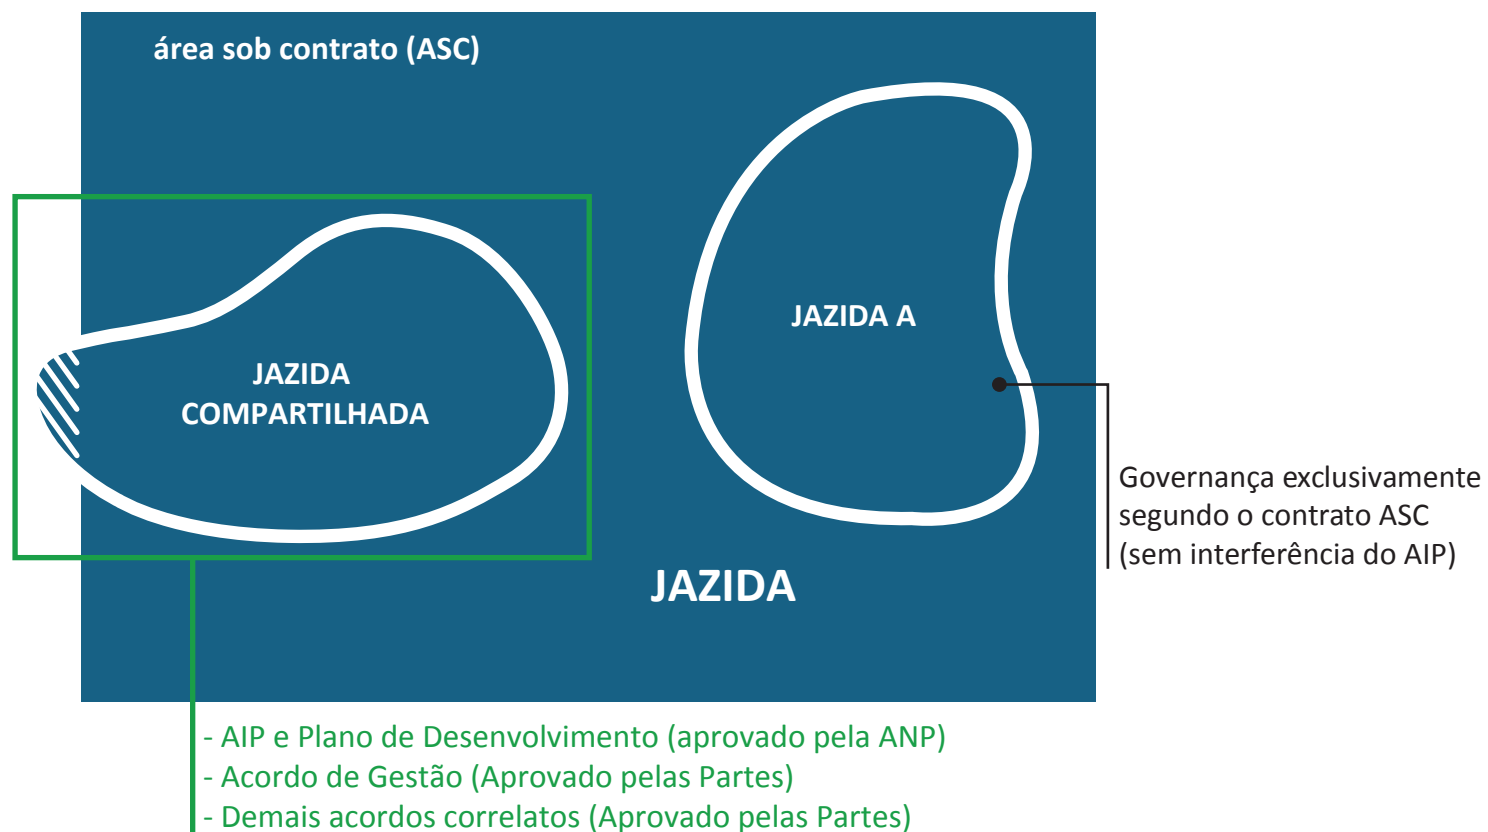 área sob contrato (ASC)
JAZIDA A
JAZIDA
COMPARTILHADA
Governança exclusivamente
segundo o contrato ASC
(sem interferência do AIP)
JAZIDA
- AIP e Plano de Desenvolvimento (aprovado pela ANP)
- Acordo de Gestão (Aprovado pelas Partes)
- Demais acordos correlatos (Aprovado pelas Partes)